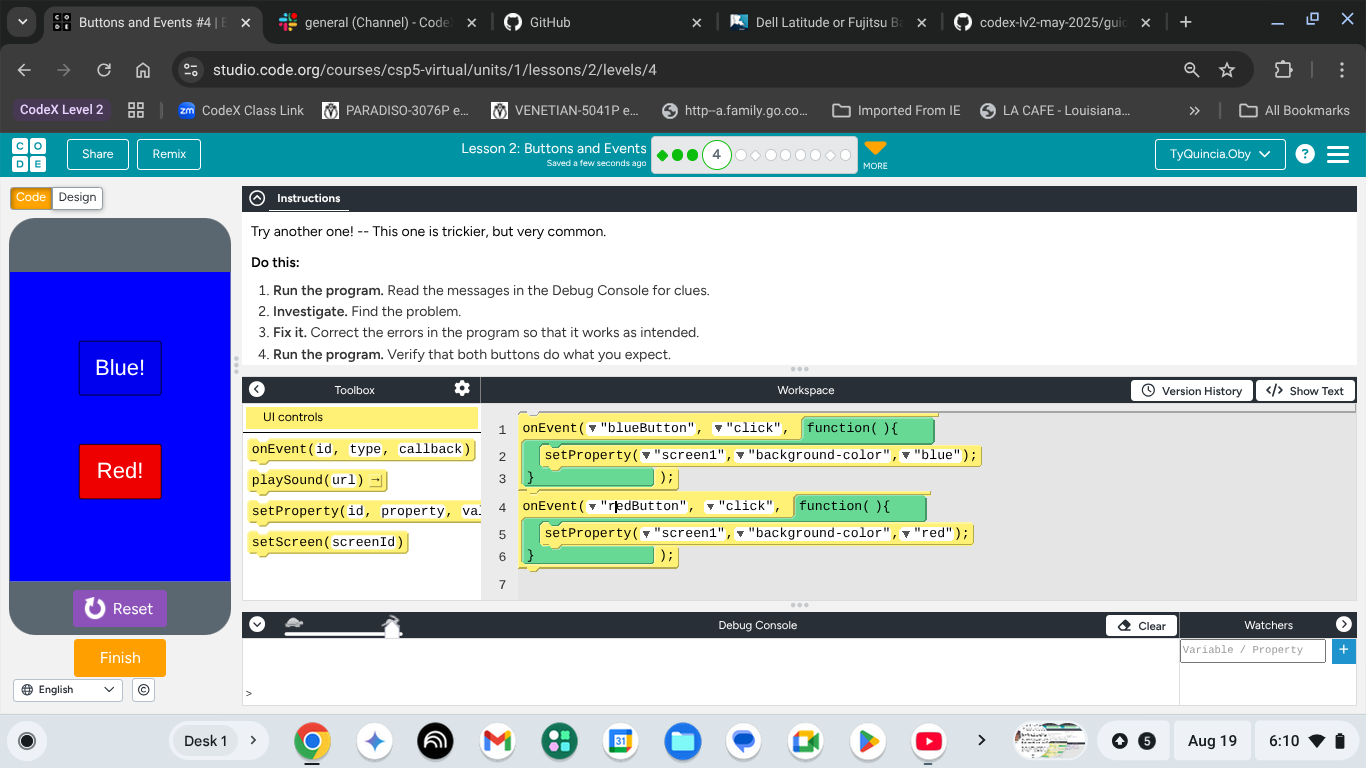 Buttons and Events #4 | E
general (Channel) - CodeX
GitHub
Dell Latitude or Fujitsu Ba
codex-lv2-may-2025/guid
studio.code.org/courses/csp5-virtual/units/1/lessons/2/levels/4
CodeX Level 2
CodeX Class Link
PARADISO-3076P e...
VENETIAN-5041P e...
http--a.family.go.co...
Imported From IE
LA CAFE - Louisiana...
All Bookmarks
CODE
Share
Remix
Lesson 2: Buttons and Events
Saved a few seconds ago
4
MORE
TyQuincia.Oby
?
Code
Design
Instructions
Try another one! -- This one is trickier, but very common.
Do this:
1. Run the program. Read the messages in the Debug Console for clues.
2. Investigate. Find the problem.
3. Fix it. Correct the errors in the program so that it works as intended.
4. Run the program. Verify that both buttons do what you expect.
Blue!
Red!
Reset
Finish
English
©
Toolbox
Workspace
Version History
</> Show Text
UI controls
onEvent(id, type, callback)
playSound(url) →
setProperty(id, property, val
setScreen(screenId)
1 onEvent(▼"blueButton", ▼"click", function( ){
2 setProperty(▼"screen1",▼"background-color",▼"blue");
3 } );
4 onEvent(▼"redButton", ▼"click", function( ){
5 setProperty(▼"screen1",▼"background-color",▼"red");
6 } );
7
Debug Console
Clear
Watchers
Variable / Property
+
>
Desk 1
31
5
Aug 19
6:10